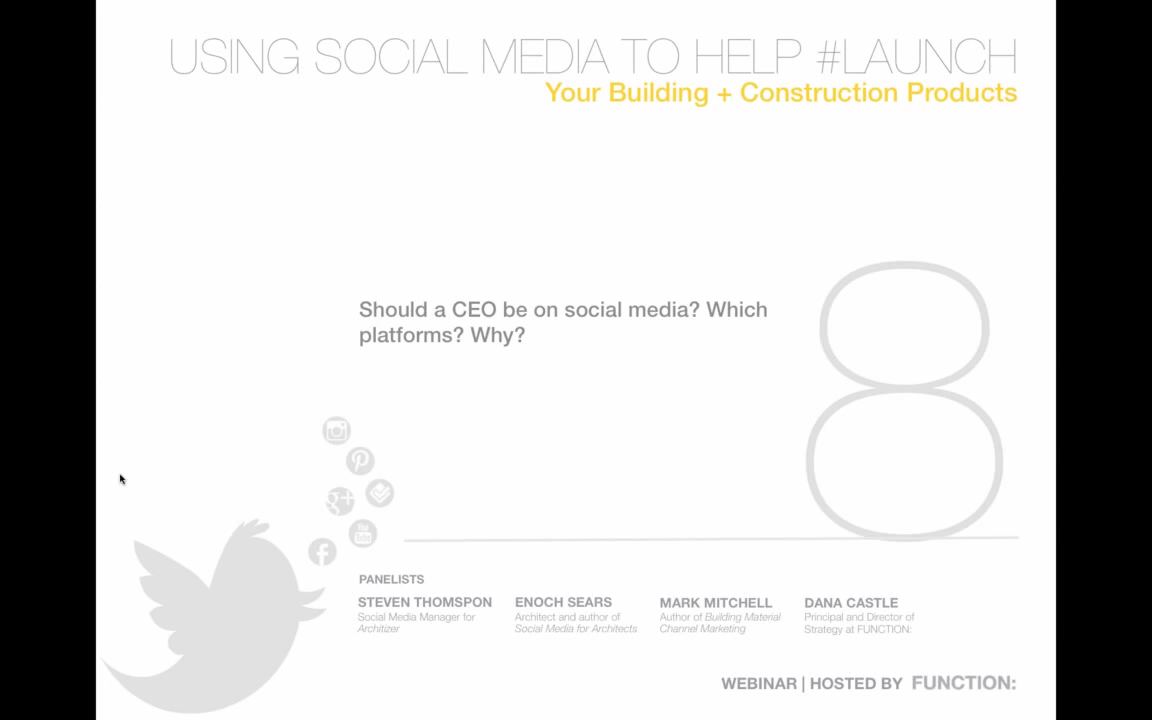 USING SOCIAL MEDIA TO HELP #LAUNCH
Your Building + Construction Products
Should a CEO be on social media? Which
platforms? Why?
8
g+
You
Tube
f
PANELISTS
STEVEN THOMSPON
Social Media Manager for
Architizer
ENOCH SEARS
Architect and author of
Social Media for Architects
MARK MITCHELL
Author of Building Material
Channel Marketing
DANA CASTLE
Principal and Director of
Strategy at FUNCTION:
WEBINAR | HOSTED BY FUNCTION: